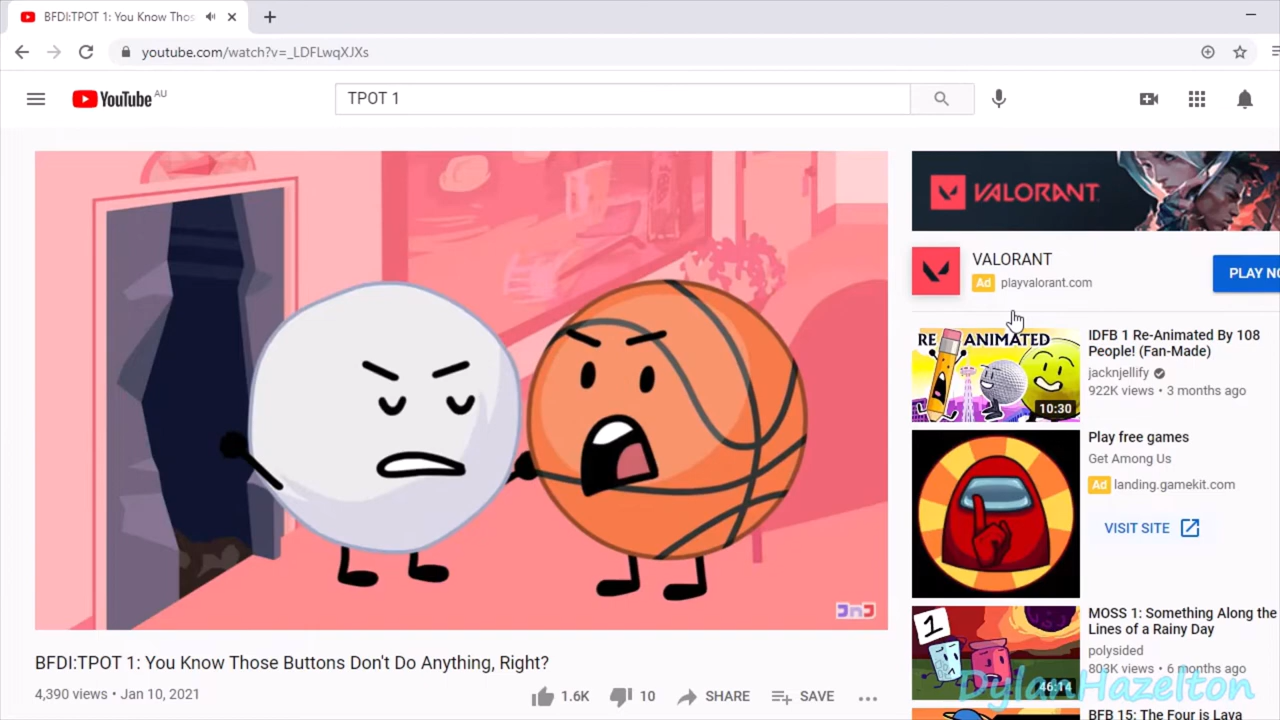 BFDI:TPOT 1: You Know Thos
youtube.com/watch?v=_LDFLwqXJXs
YouTube AU
TPOT 1
VALORANT
VALORANT
Ad playvalorant.com
PLAY NO
RE ANIMATED
10:30
IDFB 1 Re-Animated By 108
People! (Fan-Made)
jacknjellify
922K views • 3 months ago
Play free games
Get Among Us
Ad landing.gamekit.com
VISIT SITE
1
46:14
MOSS 1: Something Along the
Lines of a Rainy Day
polysided
803K views • 6 months ago
BFB 15: The Four is Lava
BFDI:TPOT 1: You Know Those Buttons Don't Do Anything, Right?
4,390 views • Jan 10, 2021
1.6K
10
SHARE
SAVE
DylanHazelton